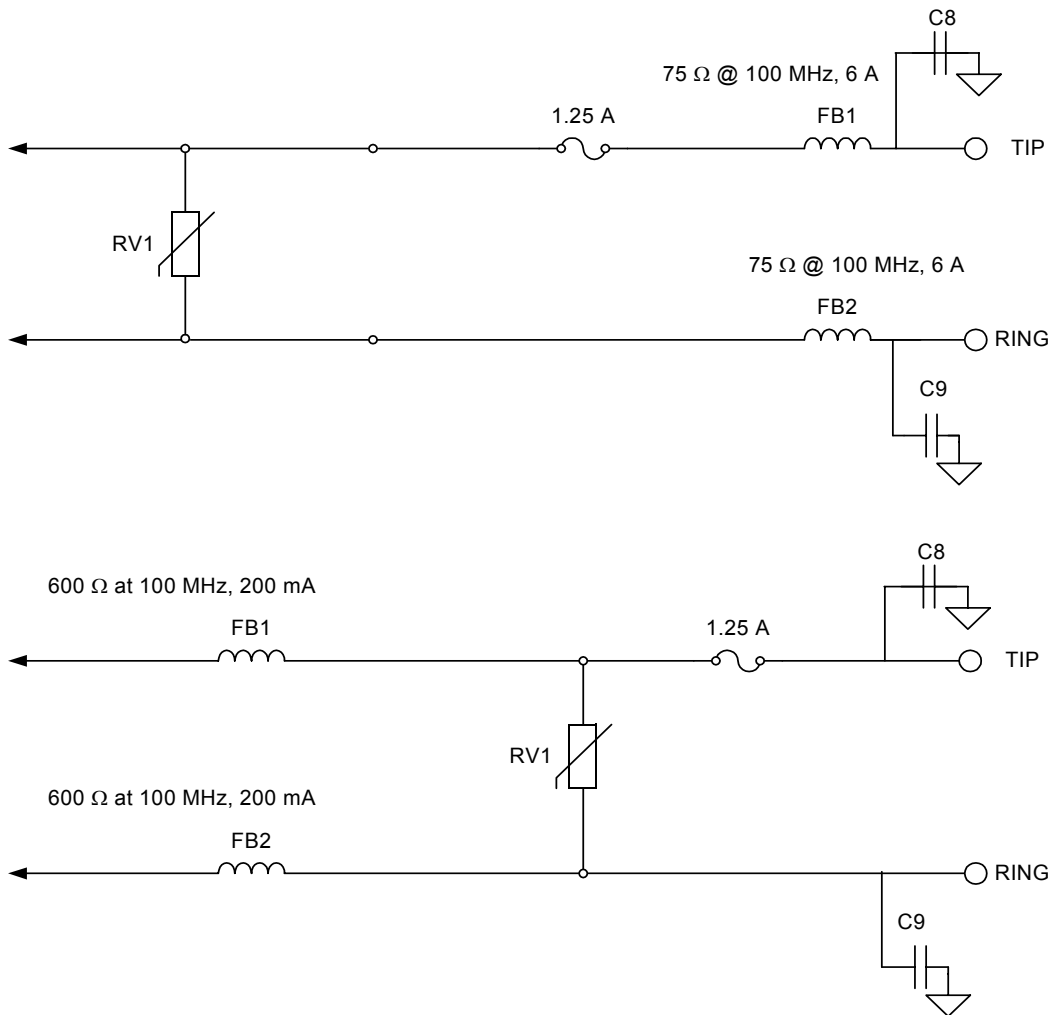 C8
75 Ω @ 100 MHz, 6 A
1.25 A
FB1
TIP
RV1
75 Ω @ 100 MHz, 6 A
FB2
RING
C9
C8
600 Ω at 100 MHz, 200 mA
FB1
1.25 A
TIP
RV1
600 Ω at 100 MHz, 200 mA
FB2
RING
C9